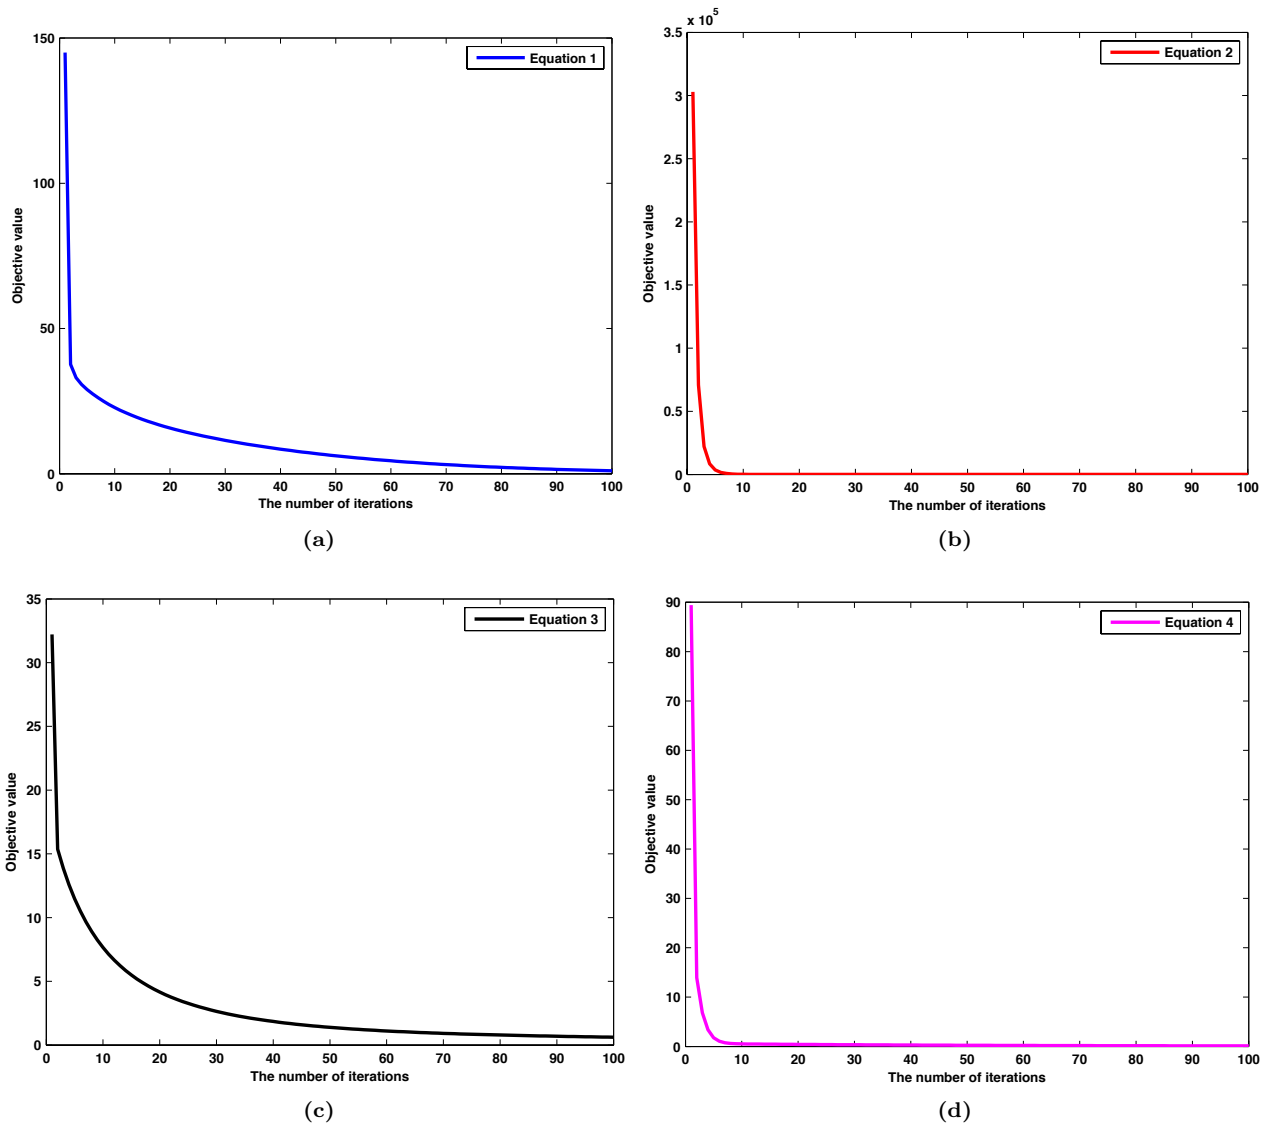 150
100
50
0
0 10 20 30 40 50 60 70 80 90 100
Objective value
The number of iterations
Equation 1
(a)
x 10^5
3.5
3
2.5
2
1.5
1
0.5
0
0 10 20 30 40 50 60 70 80 90 100
Objective value
The number of iterations
Equation 2
(b)
35
30
25
20
15
10
5
0
0 10 20 30 40 50 60 70 80 90 100
Objective value
The number of iterations
Equation 3
(c)
90
80
70
60
50
40
30
20
10
0
0 10 20 30 40 50 60 70 80 90 100
Objective value
The number of iterations
Equation 4
(d)